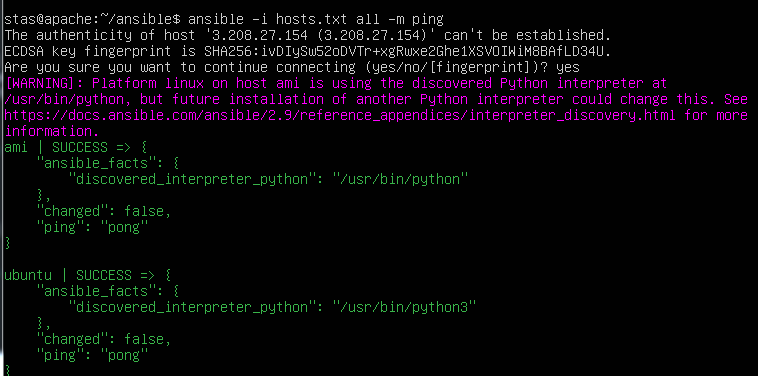 stas@apache:~/ansible$ ansible -i hosts.txt all -m ping
The authenticity of host '3.208.27.154 (3.208.27.154)' can't be established.
ECDSA key fingerprint is SHA256:ivDIySw52oDVTr+xgRwxe2Ghe1XSVOIWiM8BAfLD34U.
Are you sure you want to continue connecting (yes/no/[fingerprint])? yes
[WARNING]: Platform linux on host ami is using the discovered Python interpreter at
/usr/bin/python, but future installation of another Python interpreter could change this. See
https://docs.ansible.com/ansible/2.9/reference_appendices/interpreter_discovery.html for more
information.
ami | SUCCESS => {
    "ansible_facts": {
        "discovered_interpreter_python": "/usr/bin/python"
    },
    "changed": false,
    "ping": "pong"
}
ubuntu | SUCCESS => {
    "ansible_facts": {
        "discovered_interpreter_python": "/usr/bin/python3"
    },
    "changed": false,
    "ping": "pong"
}